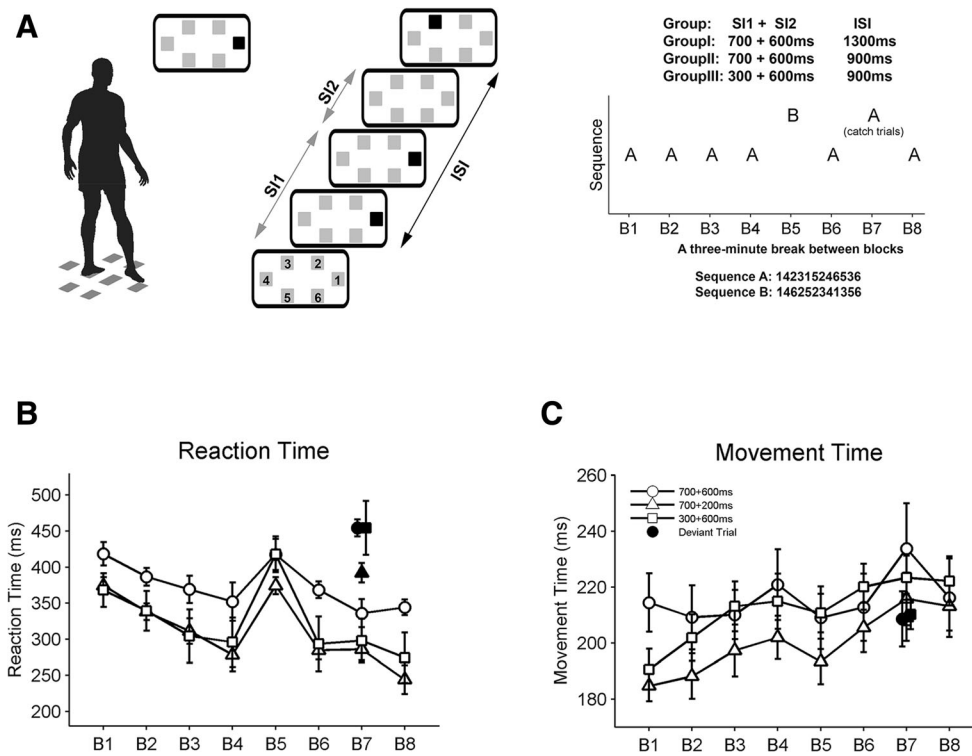 A
SI1
SI2
ISI
3 2
4 1
5 6
Group: SI1 + SI2 ISI
GroupI: 700 + 600ms 1300ms
GroupII: 700 + 600ms 900ms
GroupIII: 300 + 600ms 900ms
Sequence
B A
(catch trials)
A A A A A A
B1 B2 B3 B4 B5 B6 B7 B8
A three-minute break between blocks
Sequence A: 142315246536
Sequence B: 146252341356
B
Reaction Time
Reaction Time (ms)
500
450
400
350
300
250
200
B1 B2 B3 B4 B5 B6 B7 B8
C
Movement Time
Movement Time (ms)
260
240
220
200
180
700+600ms
700+200ms
300+600ms
Deviant Trial
B1 B2 B3 B4 B5 B6 B7 B8